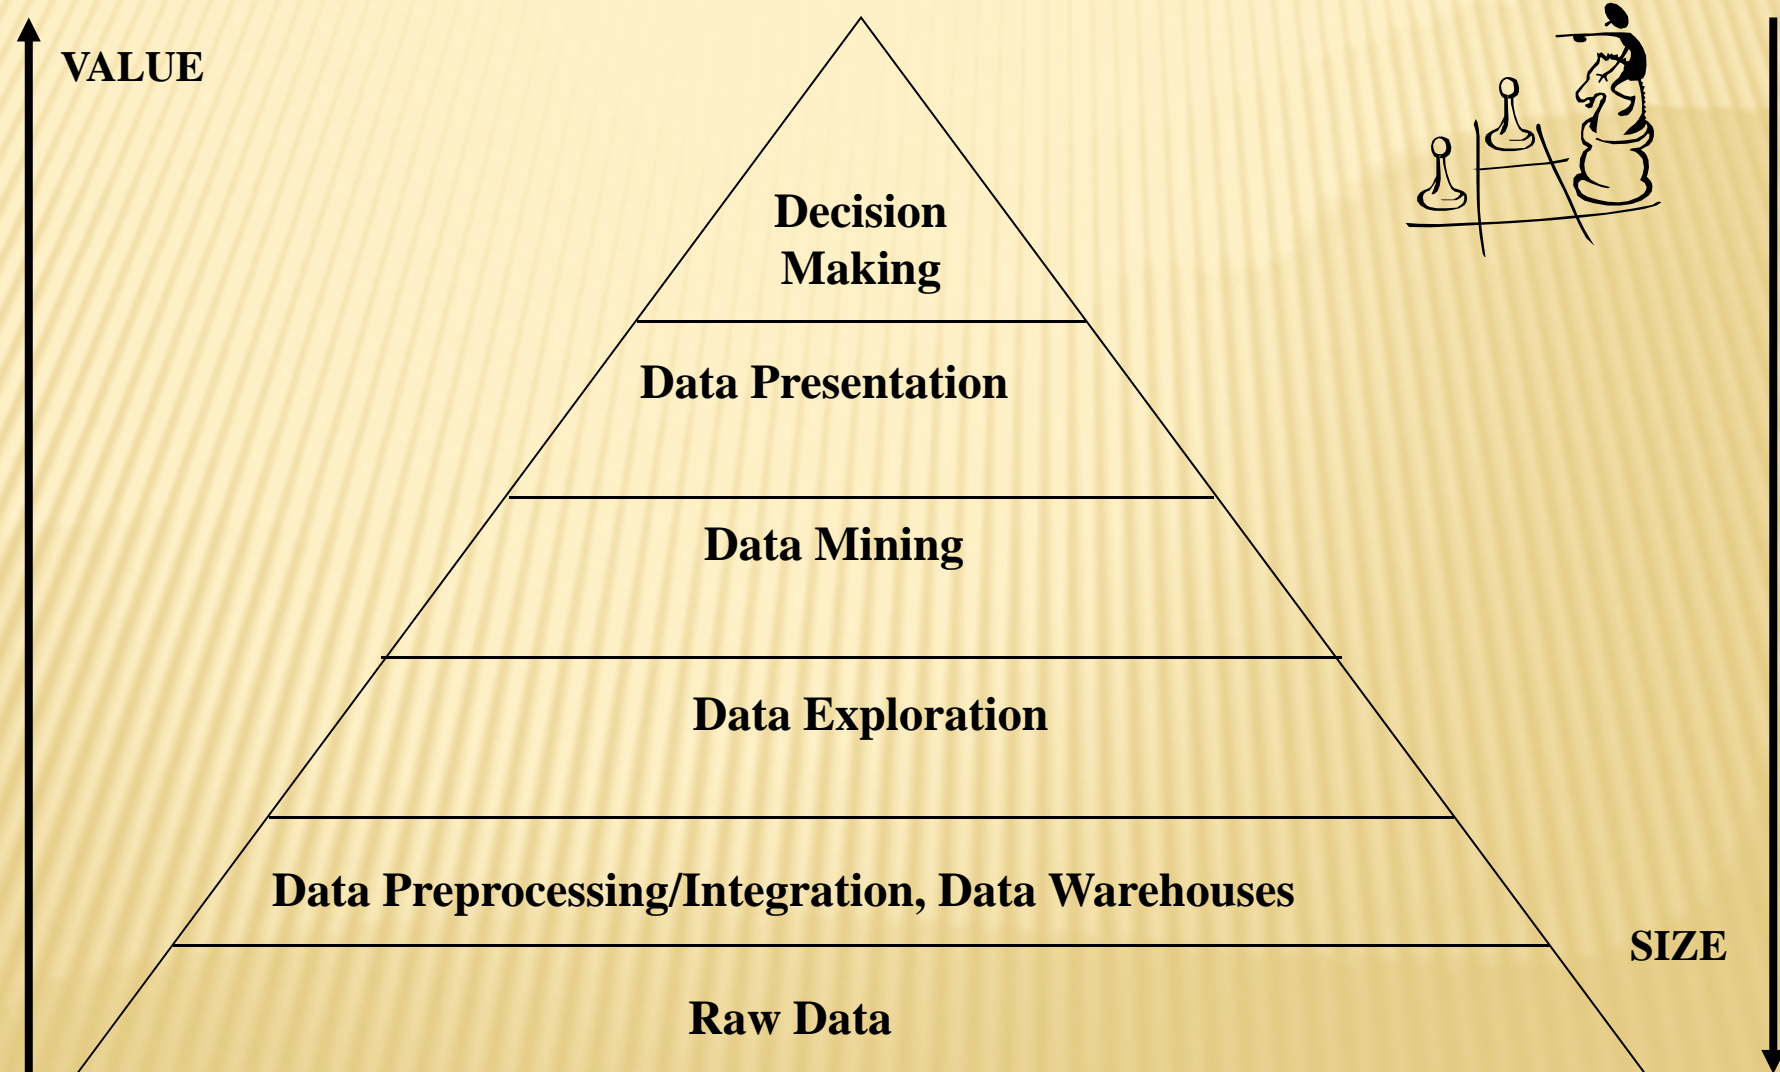 VALUE
Decision
Making
Data Presentation
Data Mining
Data Exploration
Data Preprocessing/Integration, Data Warehouses
SIZE
Raw Data